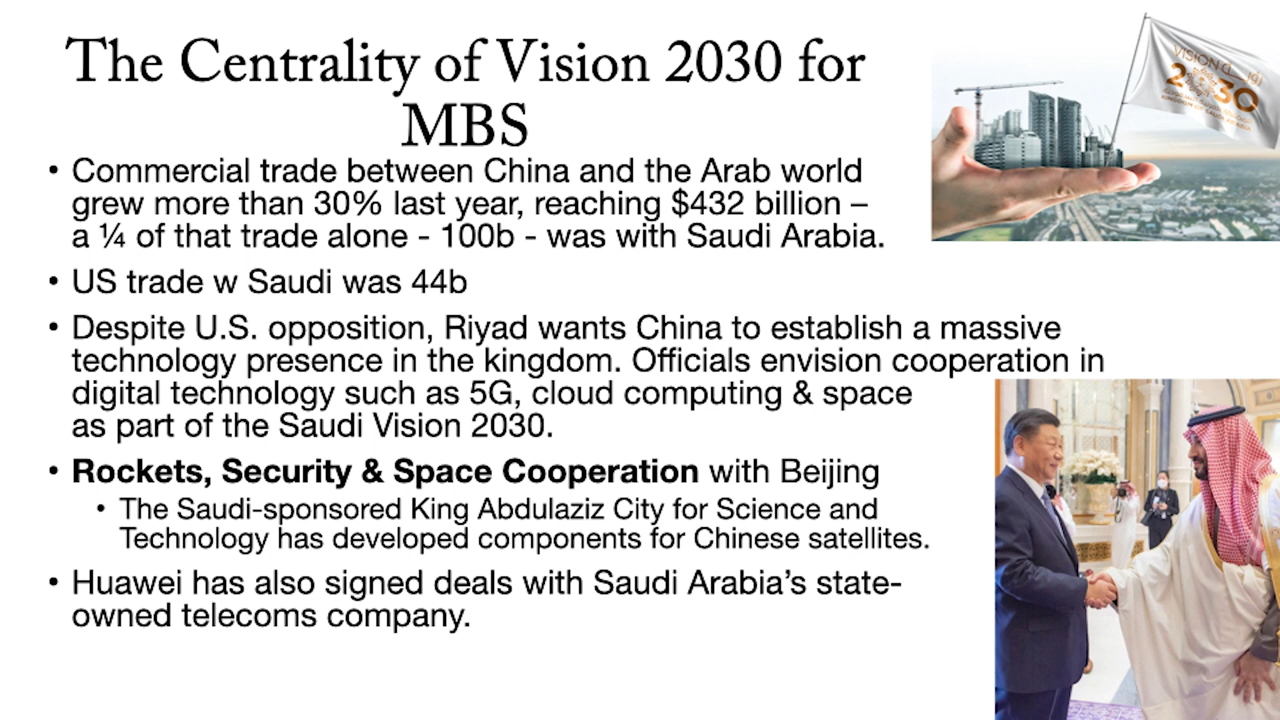 The Centrality of Vision 2030 for
MBS
• Commercial trade between China and the Arab world
grew more than 30% last year, reaching $432 billion –
a ¼ of that trade alone - 100b - was with Saudi Arabia.
• US trade w Saudi was 44b
• Despite U.S. opposition, Riyad wants China to establish a massive
technology presence in the kingdom. Officials envision cooperation in
digital technology such as 5G, cloud computing & space
as part of the Saudi Vision 2030.
• Rockets, Security & Space Cooperation with Beijing
• The Saudi-sponsored King Abdulaziz City for Science and
Technology has developed components for Chinese satellites.
• Huawei has also signed deals with Saudi Arabia’s state-
owned telecoms company.
VISION
2030